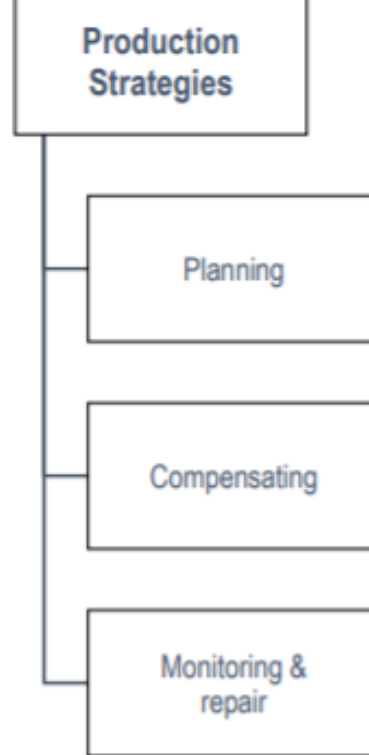 Production
Strategies
Planning
Compensating
Monitoring &
repair